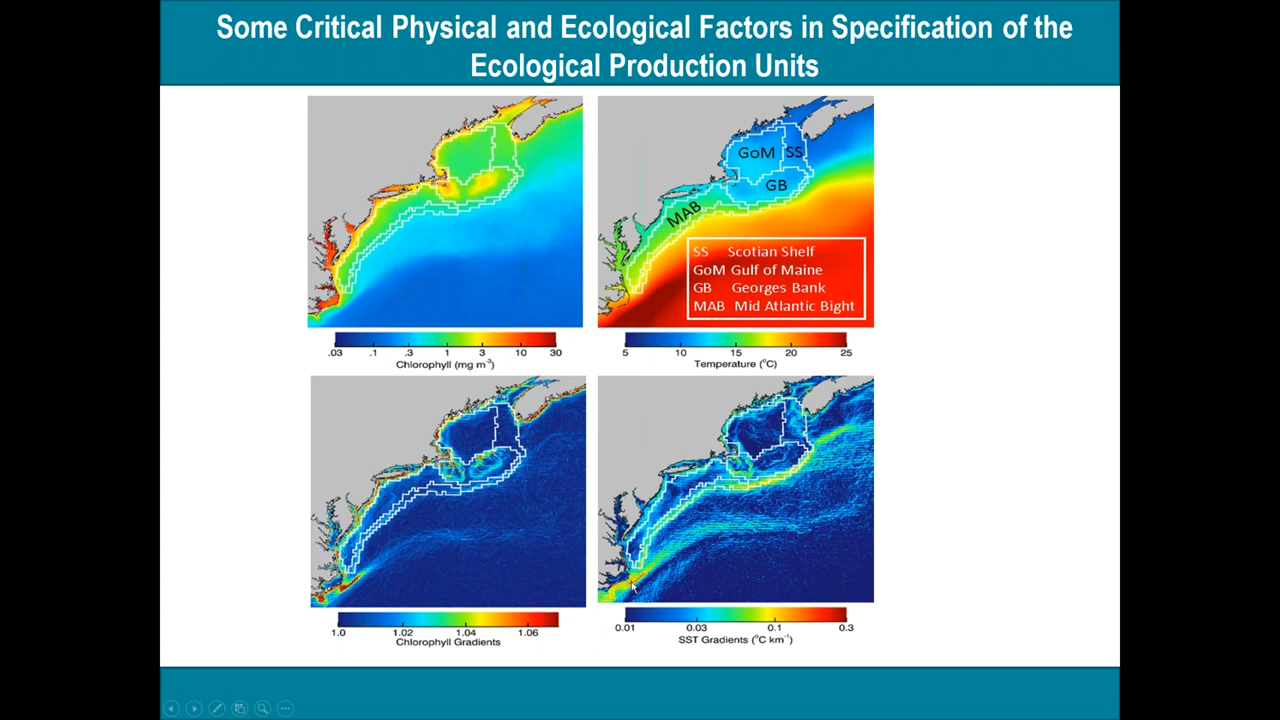 Some Critical Physical and Ecological Factors in Specification of the
Ecological Production Units
GoM SS
GB
MAB
SS Scotian Shelf
GoM Gulf of Maine
GB Georges Bank
MAB Mid Atlantic Bight
.03 .1 .3 1 3 10 30
Chlorophyll (mg m⁻³)
5 10 15 20 25
Temperature (°C)
1.0 1.02 1.04 1.06
Chlorophyll Gradients
0.01 0.03 0.1 0.3
SST Gradients (°C km⁻¹)